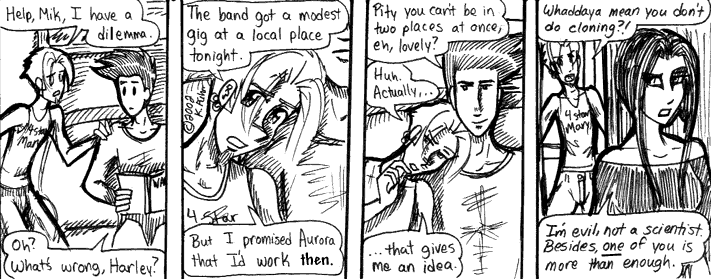 Help, Mik, I have a
dilemma.
4 star
Mary
Oh?
What's wrong, Harley?
The band got a modest
gig at a local place
tonight.
©2002
4 Star
But I promised Aurora
that I'd work then.
Pity you can't be in
two places at once,
eh, lovely?
Huh.
Actually,...
...that gives
me an idea.
Whaddaya mean you don't
do cloning?!
4 star
Mary
S
I'm evil, not a scientist.
Besides, one of you is
more than enough.